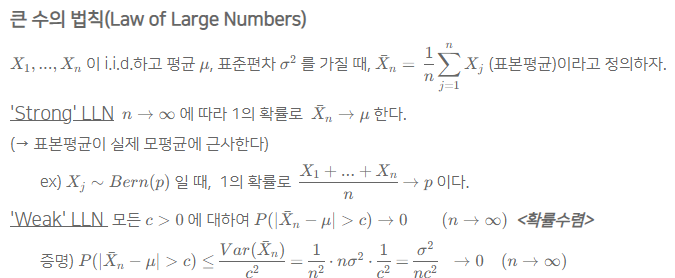 큰 수의 법칙(Law of Large Numbers)
$X_1, ..., X_n$ 이 i.i.d.하고 평균 $\mu$, 표준편차 $\sigma^2$ 를 가질 때, $\bar{X}_n = \frac{1}{n}\sum_{j=1}^{n} X_j$ (표본평균)이라고 정의하자.
'Strong' LLN $n \to \infty$ 에 따라 1의 확률로 $\bar{X}_n \to \mu$ 한다.
(→ 표본평균이 실제 모평균에 근사한다)
ex) $X_j \sim Bern(p)$ 일 때, 1의 확률로 $\frac{X_1 + ... + X_n}{n} \to p$ 이다.
'Weak' LLN 모든 $c > 0$ 에 대하여 $P(|\bar{X}_n - \mu| > c) \to 0 \quad (n \to \infty)$ <확률수렴>
증명) $P(|\bar{X}_n - \mu| > c) \leq \frac{Var(\bar{X}_n)}{c^2} = \frac{1}{n^2} \cdot n\sigma^2 \cdot \frac{1}{c^2} = \frac{\sigma^2}{nc^2} \to 0 \quad (n \to \infty)$